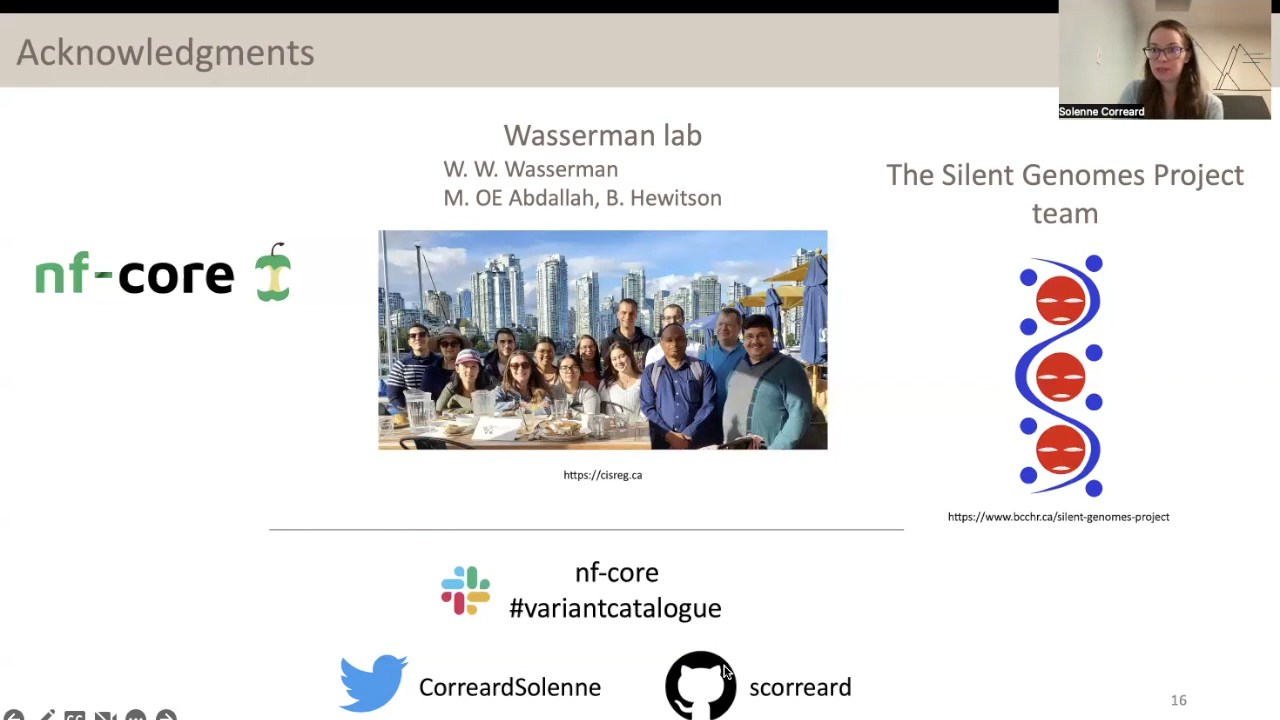 Acknowledgments
Solenne Correard
Wasserman lab
W. W. Wasserman
M. OE Abdallah, B. Hewitson
The Silent Genomes Project
team
nf-core
https://cisreg.ca
https://www.bcchr.ca/silent-genomes-project
nf-core
#variantcatalogue
CorreardSolenne
scorreard
16